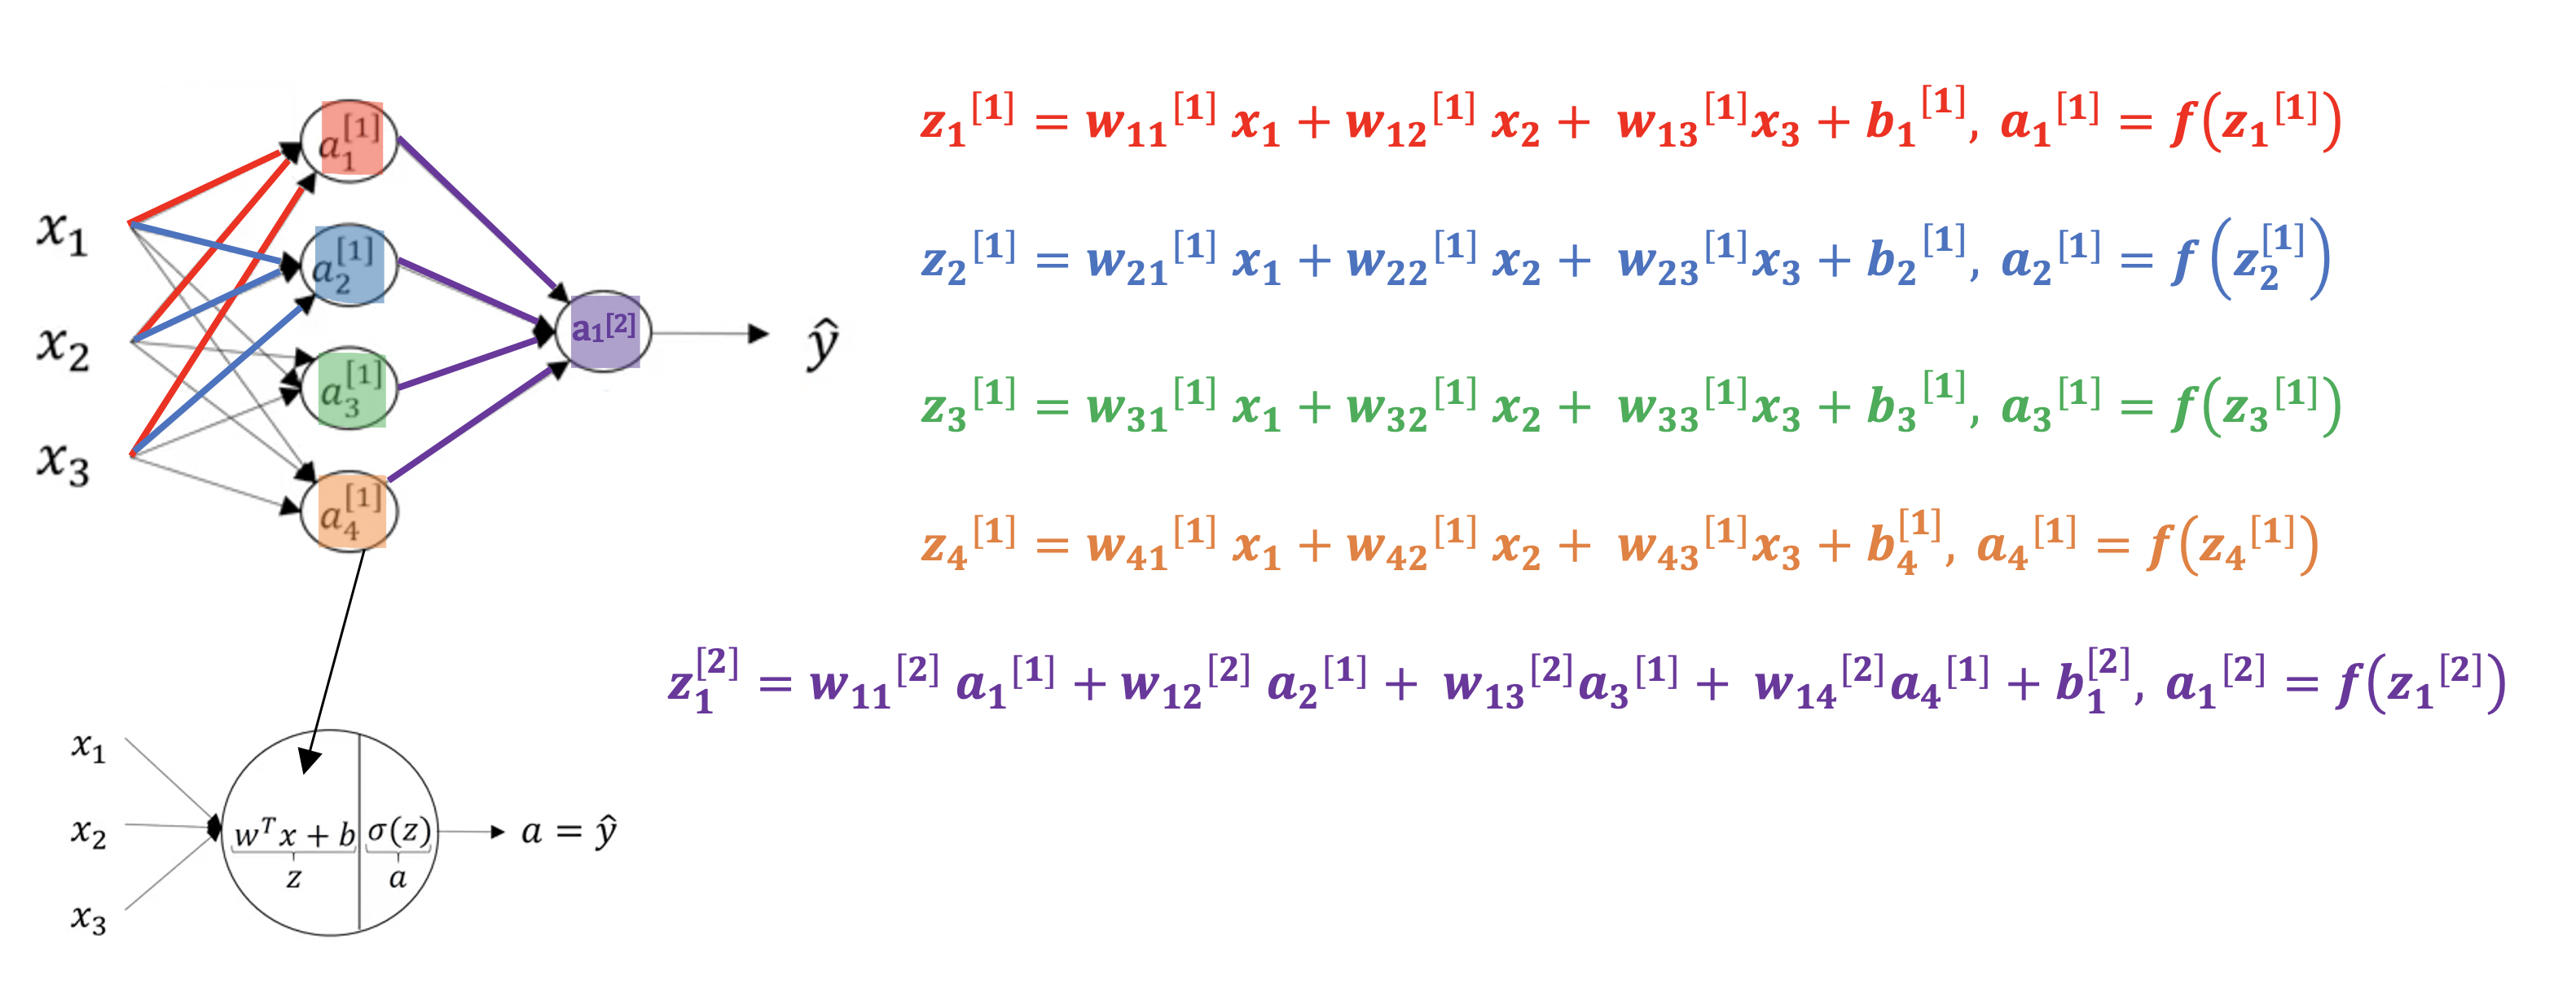 x₁
x₂
x₃
a₁^[1]
a₂^[1]
a₃^[1]
a₄^[1]
a₁^[2]
ŷ
z₁^[1] = w₁₁^[1] x₁ + w₁₂^[1] x₂ + w₁₃^[1]x₃ + b₁^[1], a₁^[1] = f(z₁^[1])
z₂^[1] = w₂₁^[1] x₁ + w₂₂^[1] x₂ + w₂₃^[1]x₃ + b₂^[1], a₂^[1] = f(z₂^[1])
z₃^[1] = w₃₁^[1] x₁ + w₃₂^[1] x₂ + w₃₃^[1]x₃ + b₃^[1], a₃^[1] = f(z₃^[1])
z₄^[1] = w₄₁^[1] x₁ + w₄₂^[1] x₂ + w₄₃^[1]x₃ + b₄^[1], a₄^[1] = f(z₄^[1])
z₁^[2] = w₁₁^[2] a₁^[1] + w₁₂^[2] a₂^[1] + w₁₃^[2]a₃^[1] + w₁₄^[2]a₄^[1] + b₁^[2], a₁^[2] = f(z₁^[2])
x₁
x₂
x₃
wᵀx + b σ(z)
z a
a = ŷ